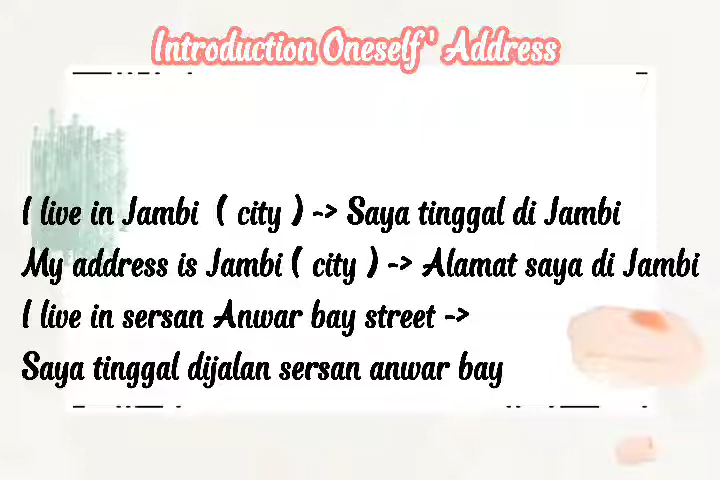 Introduction Oneself' Address
I live in Jambi ( city ) -> Saya tinggal di Jambi
My address is Jambi ( city ) -> Alamat saya di Jambi
I live in sersan Anwar bay street ->
Saya tinggal dijalan sersan anwar bay